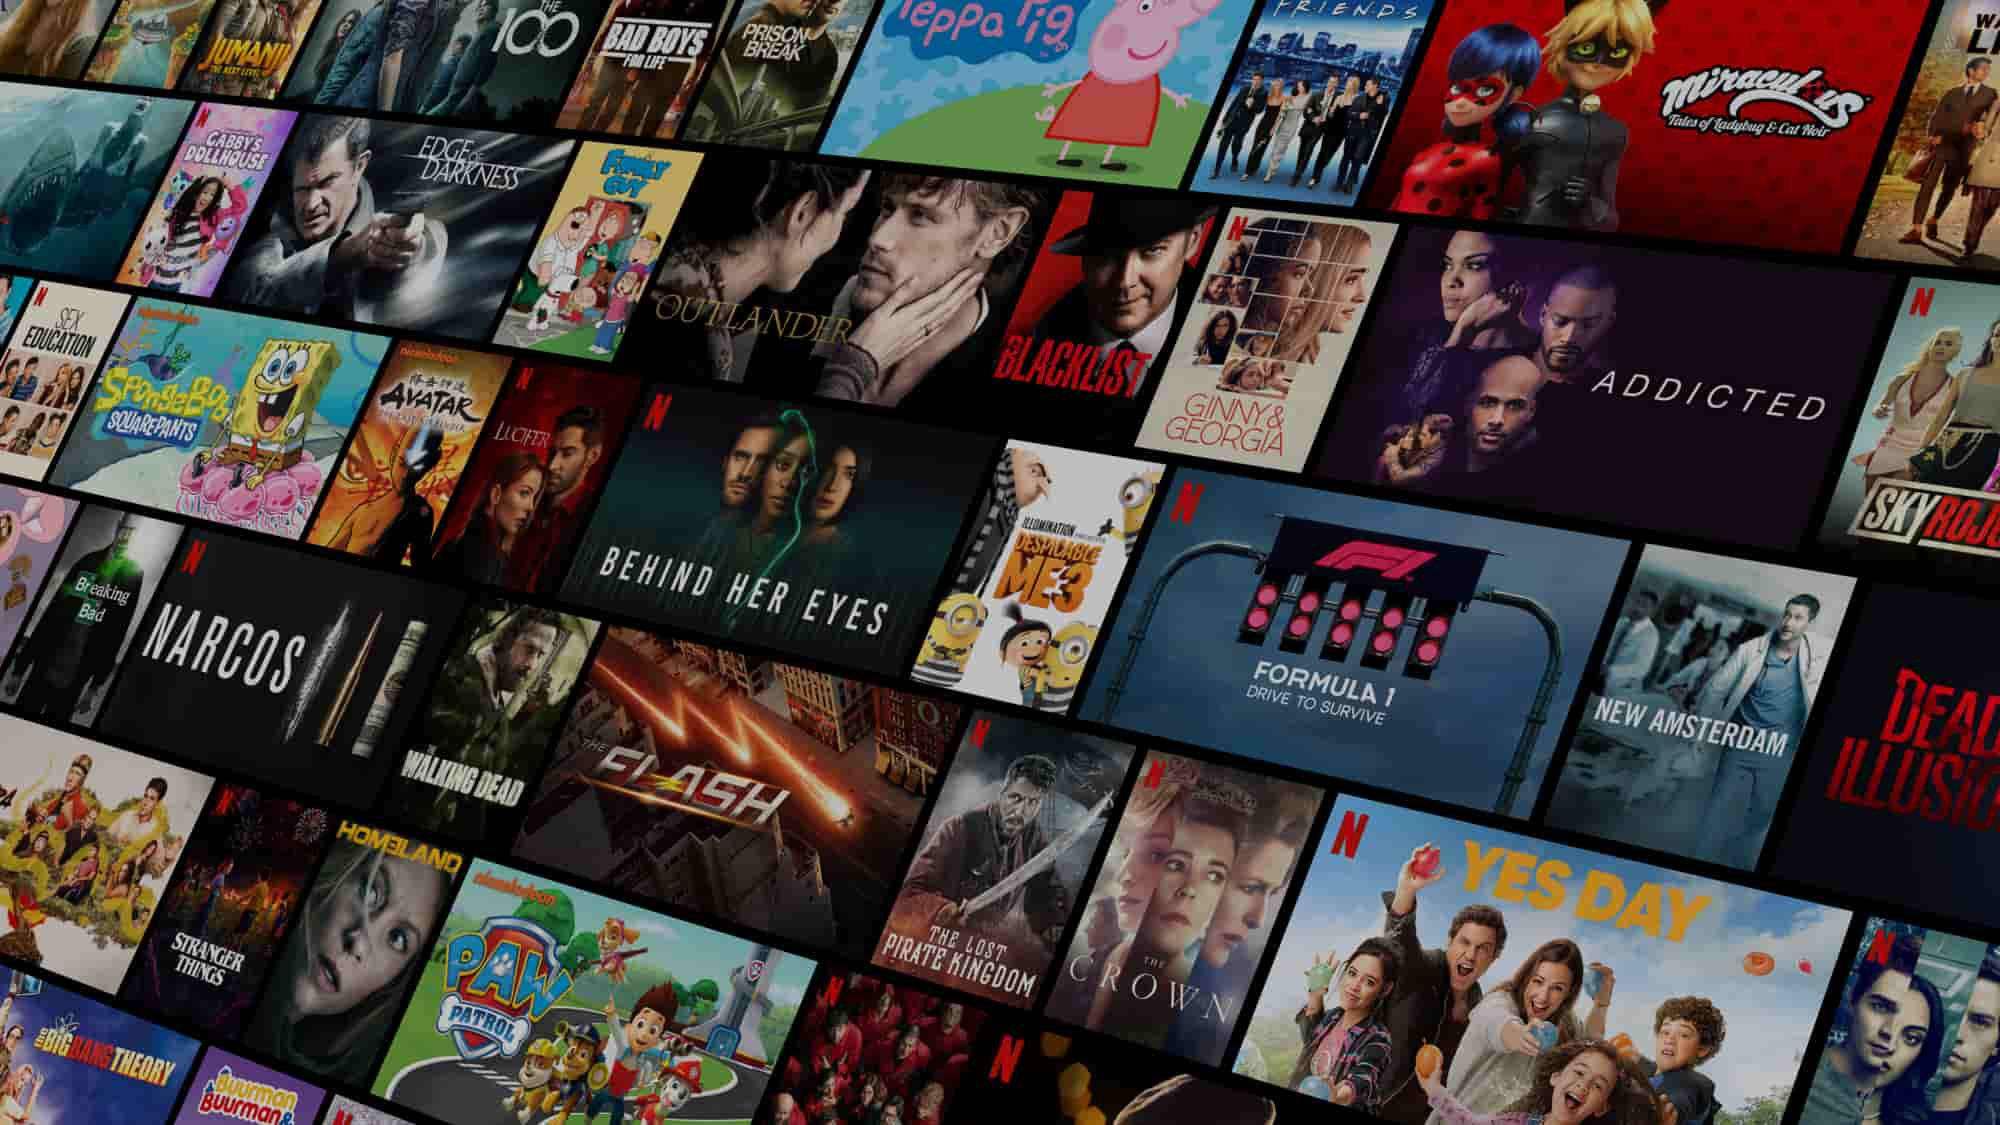 JUMANJI
THE NEXT LEVEL
THE
100
BAD BOYS
FOR LIFE
PRISON
BREAK
Peppa Pig
FRIENDS
Miraculous
Tales of Ladybug & Cat Noir
N
GABBY'S
DOLLHOUSE
EDGE OF
DARKNESS
FAMILY
GUY
OUTLANDER
BLACKLIST
N
GINNY &
GEORGIA
ADDICTED
N
SKY ROJO
N
SEX
EDUCATION
nickelodeon
SpongeBob
SQUAREPANTS
nickelodeon
AVATAR
N
LUCIFER
N
BEHIND HER EYES
ILLUMINATION
DESPICABLE
ME3
N
F1
FORMULA 1
DRIVE TO SURVIVE
NEW AMSTERDAM
DEAD
Breaking
Bad
N
NARCOS
THE
WALKING DEAD
THE
FLASH
N
THE LOST
PIRATE KINGDOM
N
THE
CROWN
N
YES DAY
N
N
STRANGER
THINGS
HOMELAND
nickelodeon
PAW
PATROL
N
N
THE BIG BANG THEORY
BUURMAN
& BUURMAN
N